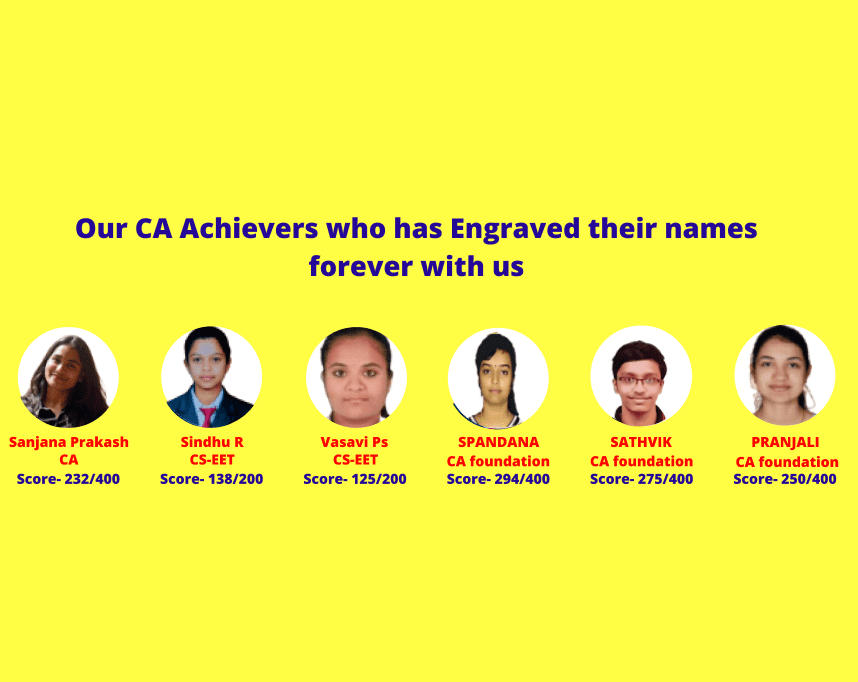 Our CA Achievers who has Engraved their names
forever with us
Sanjana Prakash
CA
Score- 232/400
Sindhu R
CS-EET
Score- 138/200
Vasavi Ps
CS-EET
Score- 125/200
SPANDANA
CA foundation
Score- 294/400
SATHVIK
CA foundation
Score- 275/400
PRANJALI
CA foundation
Score- 250/400